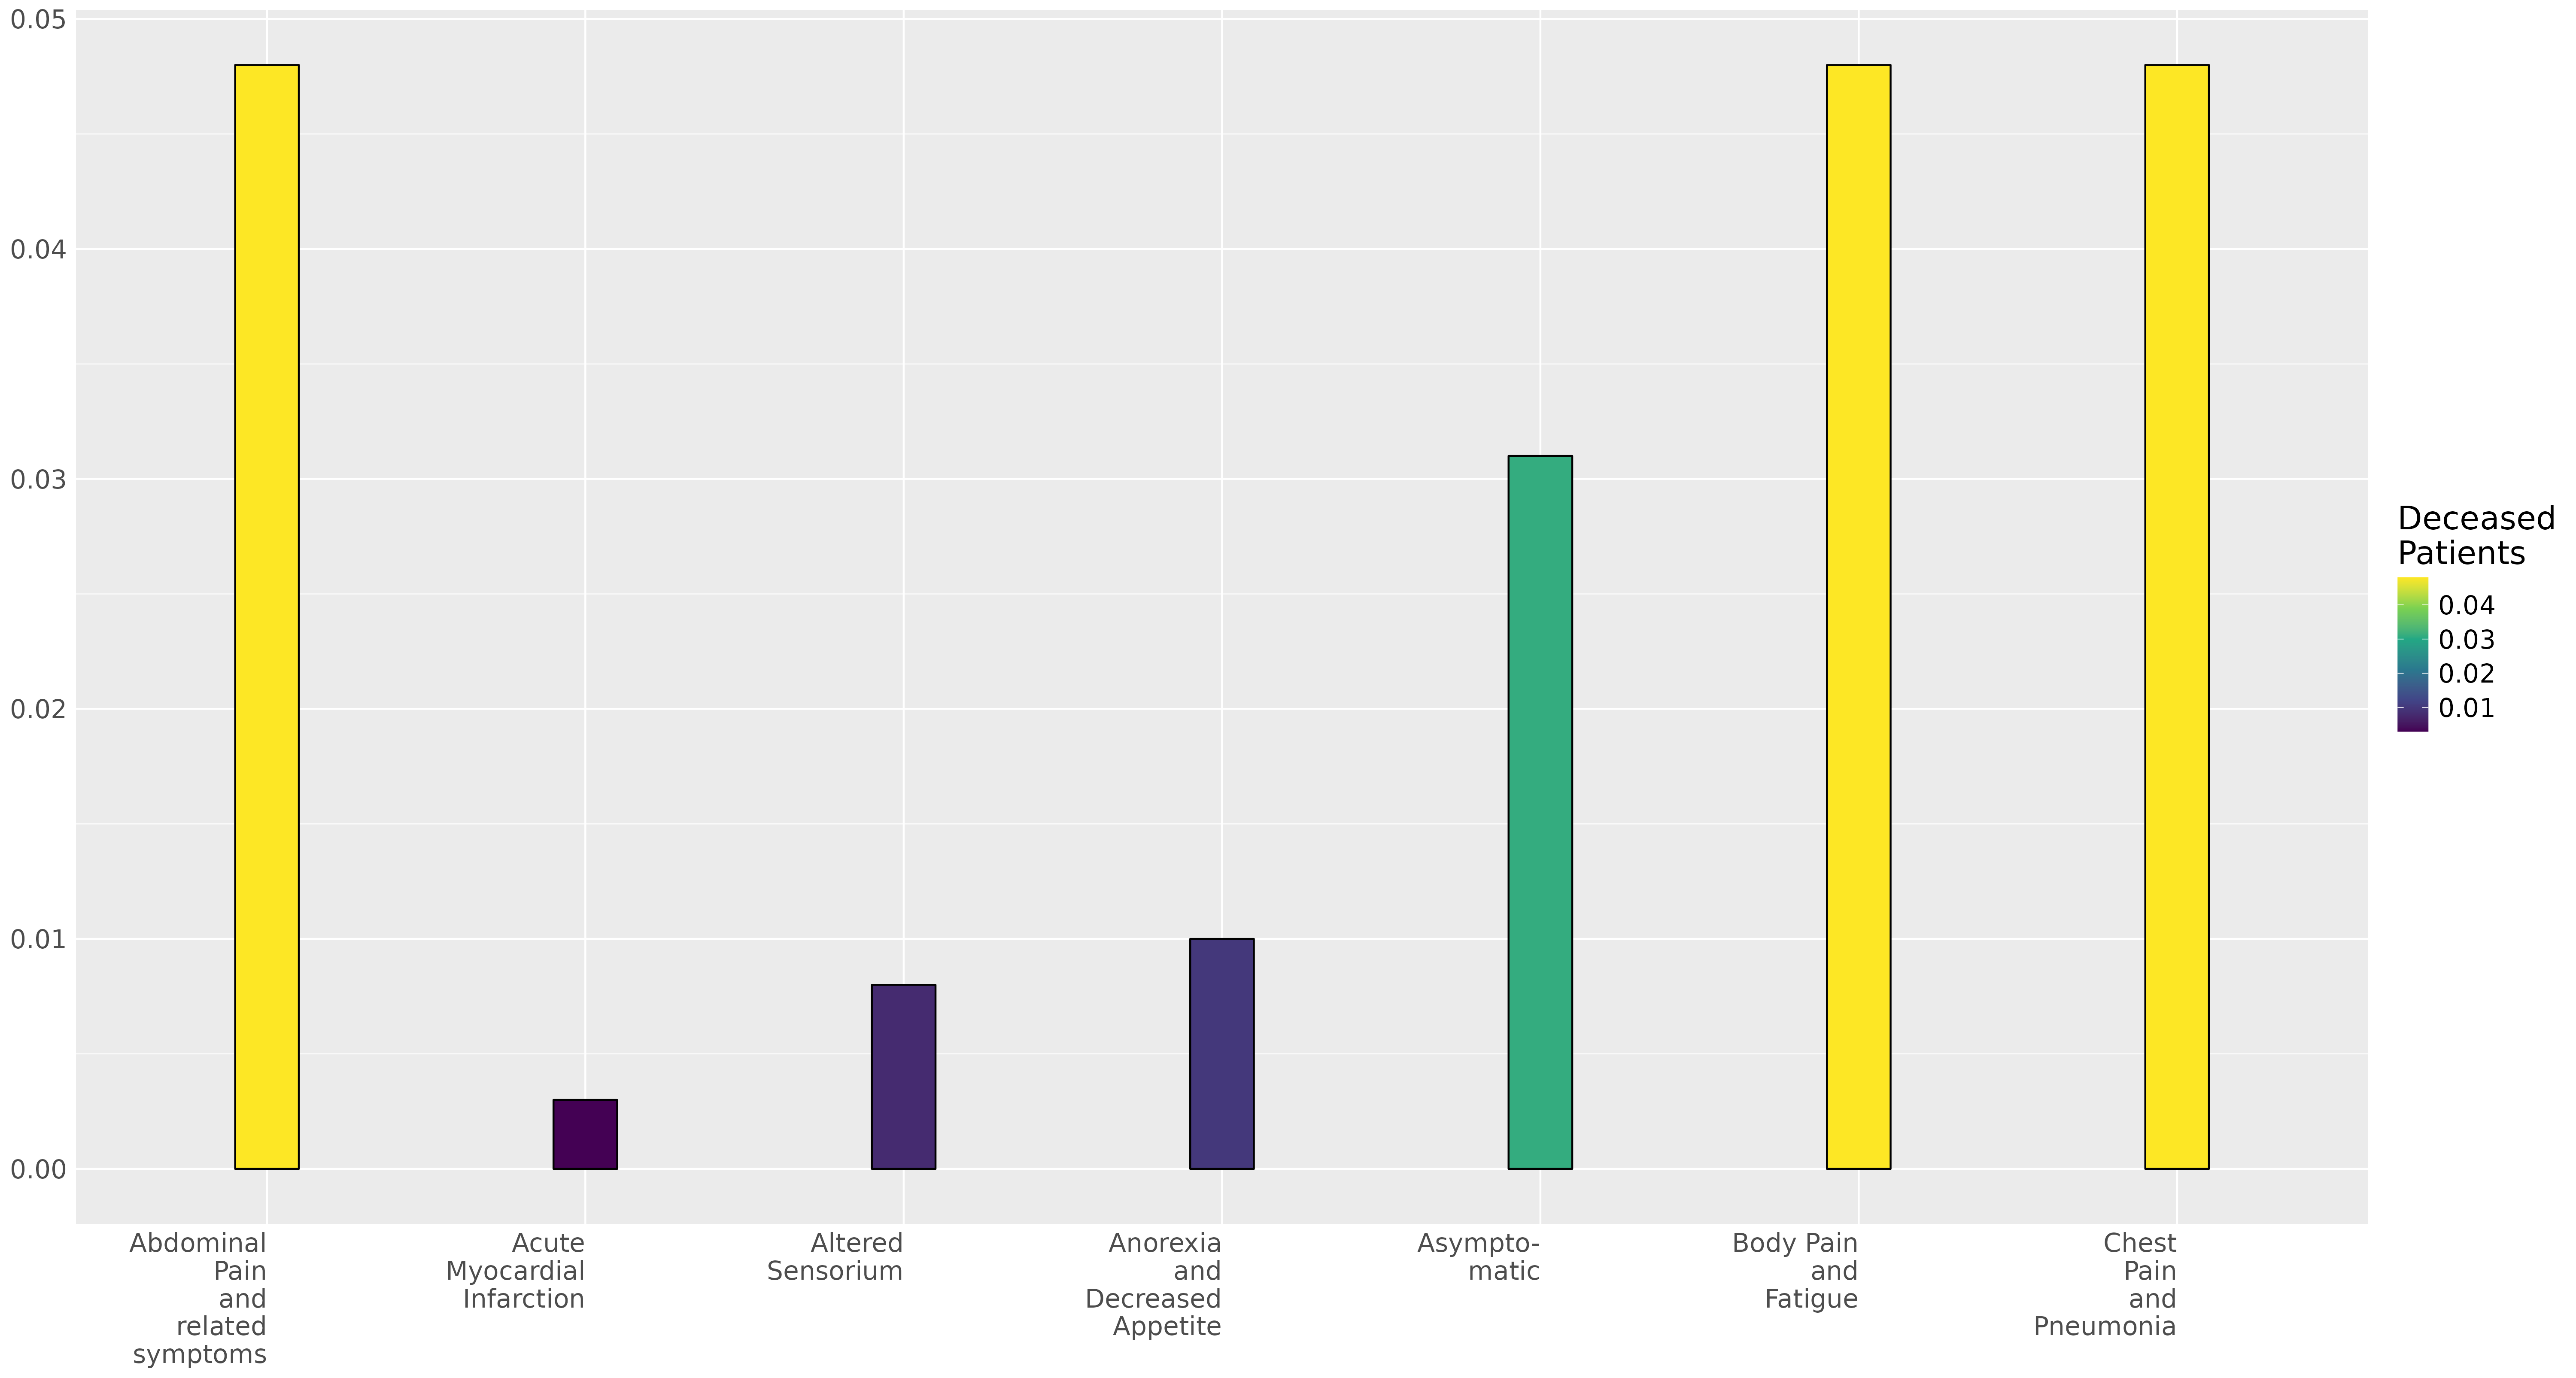 0.05
0.04
0.03
0.02
0.01
0.00
Abdominal
Pain
and
related
symptoms
Acute
Myocardial
Infarction
Altered
Sensorium
Anorexia
and
Decreased
Appetite
Asympto-
matic
Body Pain
and
Fatigue
Chest
Pain
and
Pneumonia
Deceased
Patients
0.04
0.03
0.02
0.01